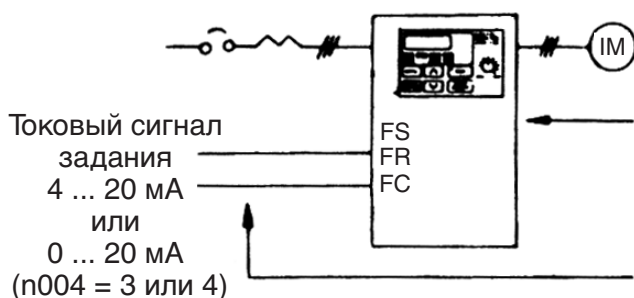 IM
Токовый сигнал
задания
4 ... 20 мА
или
0 ... 20 мА
(n004 = 3 или 4)
FS
FR
FC